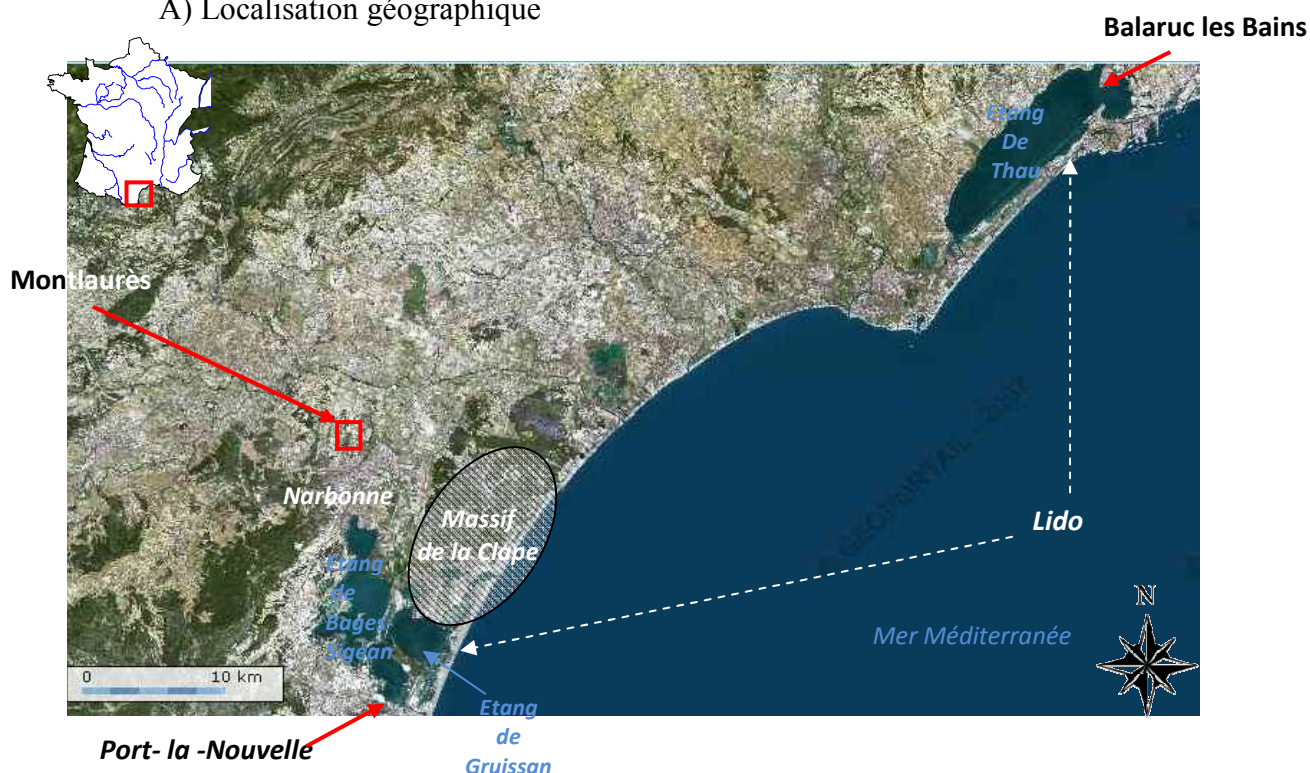 A) Localisation géographique
Balaruc les Bains
Etang
De
Thau
Montlaurès
Narbonne
Massif
de la Clape
Lido
Etang
de
Bages-
Sigean
Mer Méditerranée
N
0 10 km
Etang
de
Gruissan
Port- la -Nouvelle
GEOPORTAIL